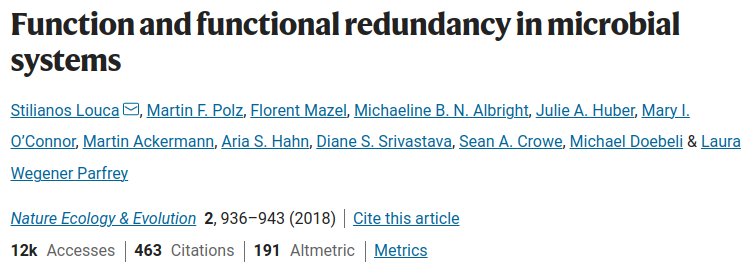 Function and functional redundancy in microbial
systems
Stilianos Louca, Martin F. Polz, Florent Mazel, Michaeline B. N. Albright, Julie A. Huber, Mary I.
O’Connor, Martin Ackermann, Aria S. Hahn, Diane S. Srivastava, Sean A. Crowe, Michael Doebeli & Laura
Wegener Parfrey
Nature Ecology & Evolution 2, 936–943 (2018) | Cite this article
12k Accesses | 463 Citations | 191 Altmetric | Metrics